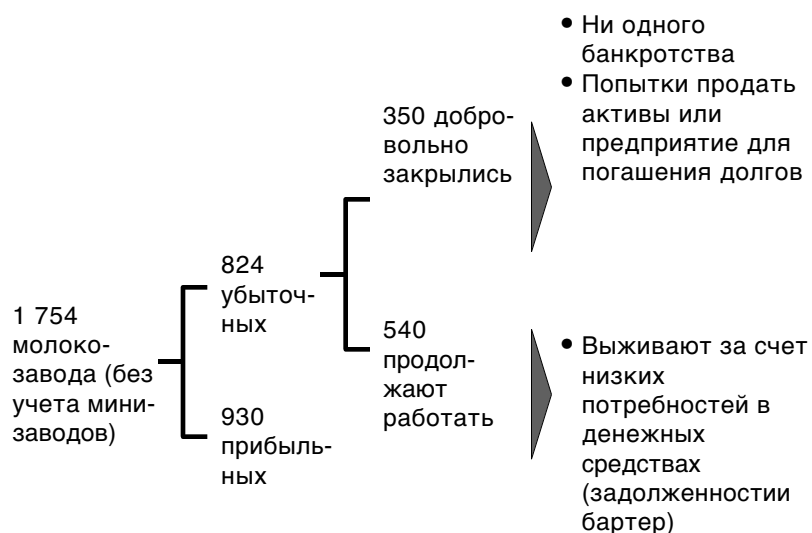 1 754
молоко-
завода (без
учета мини-
заводов)
824
убыточ-
ных
930
прибыль-
ных
350 добро-
вольно
закрылись
540
продол-
жают
работать
• Ни одного
банкротства
• Попытки продать
активы или
предприятие для
погашения долгов
• Выживают за счет
низких
потребностей в
денежных
средствах
(задолженностии
бартер)